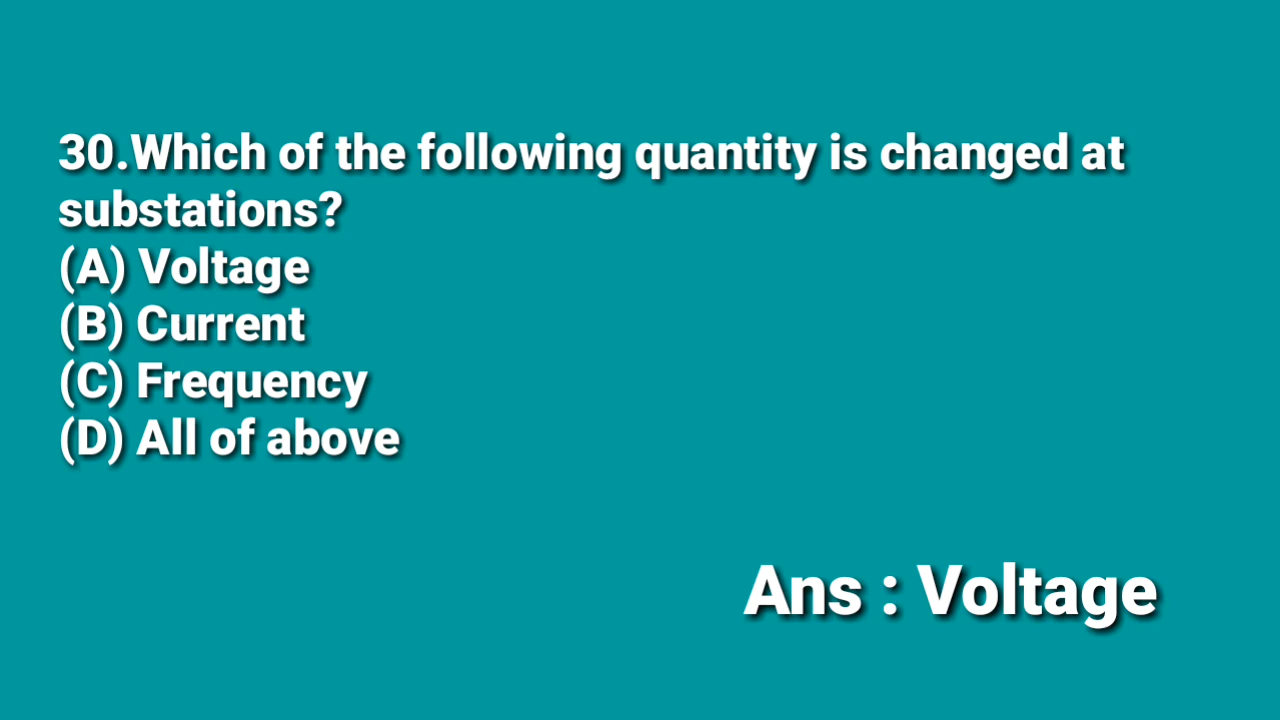 30.Which of the following quantity is changed at
substations?
(A) Voltage
(B) Current
(C) Frequency
(D) All of above
Ans : Voltage